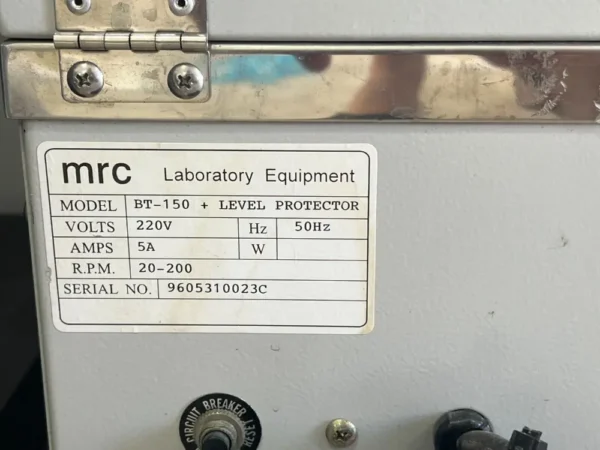 mrc Laboratory Equipment
MODEL BT-150 + LEVEL PROTECTOR
VOLTS 220V Hz 50Hz
AMPS 5A W
R.P.M. 20-200
SERIAL NO. 9605310023C
CIRCUIT BREAKER
RESET